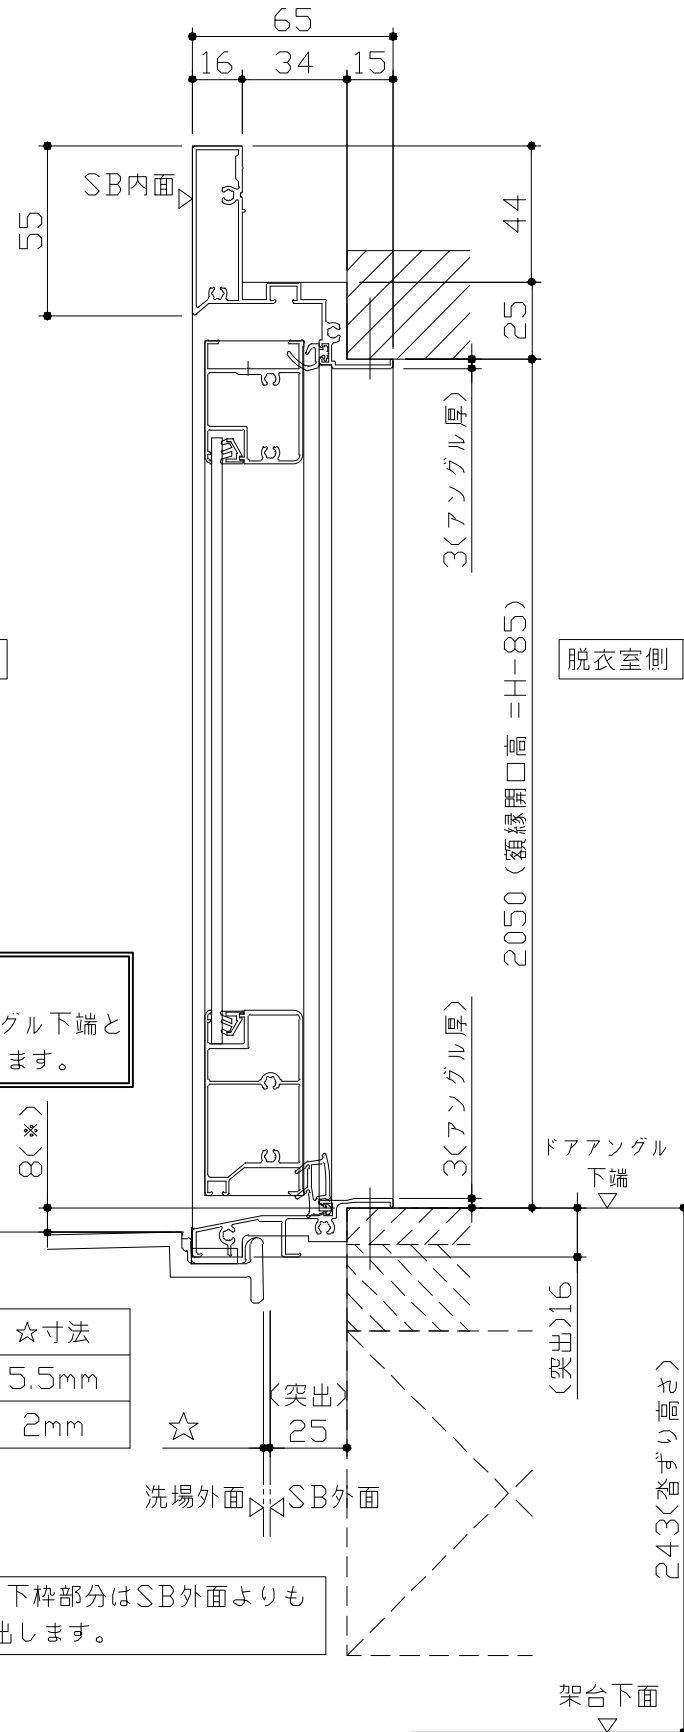 65
16
34
15
SB内面
55
44
25
3(アングル厚)
2050 (額縁開口高 =H-85)
脱衣室側
グル下端と
ます。
8(※)
3(アングル厚)
ドアアングル
下端
(突出)16
☆寸法
5.5mm
2mm
☆
(突出)
25
洗場外面
SB外面
243(沓ずり高さ)
下枠部分はSB外面よりも
出します。
架台下面